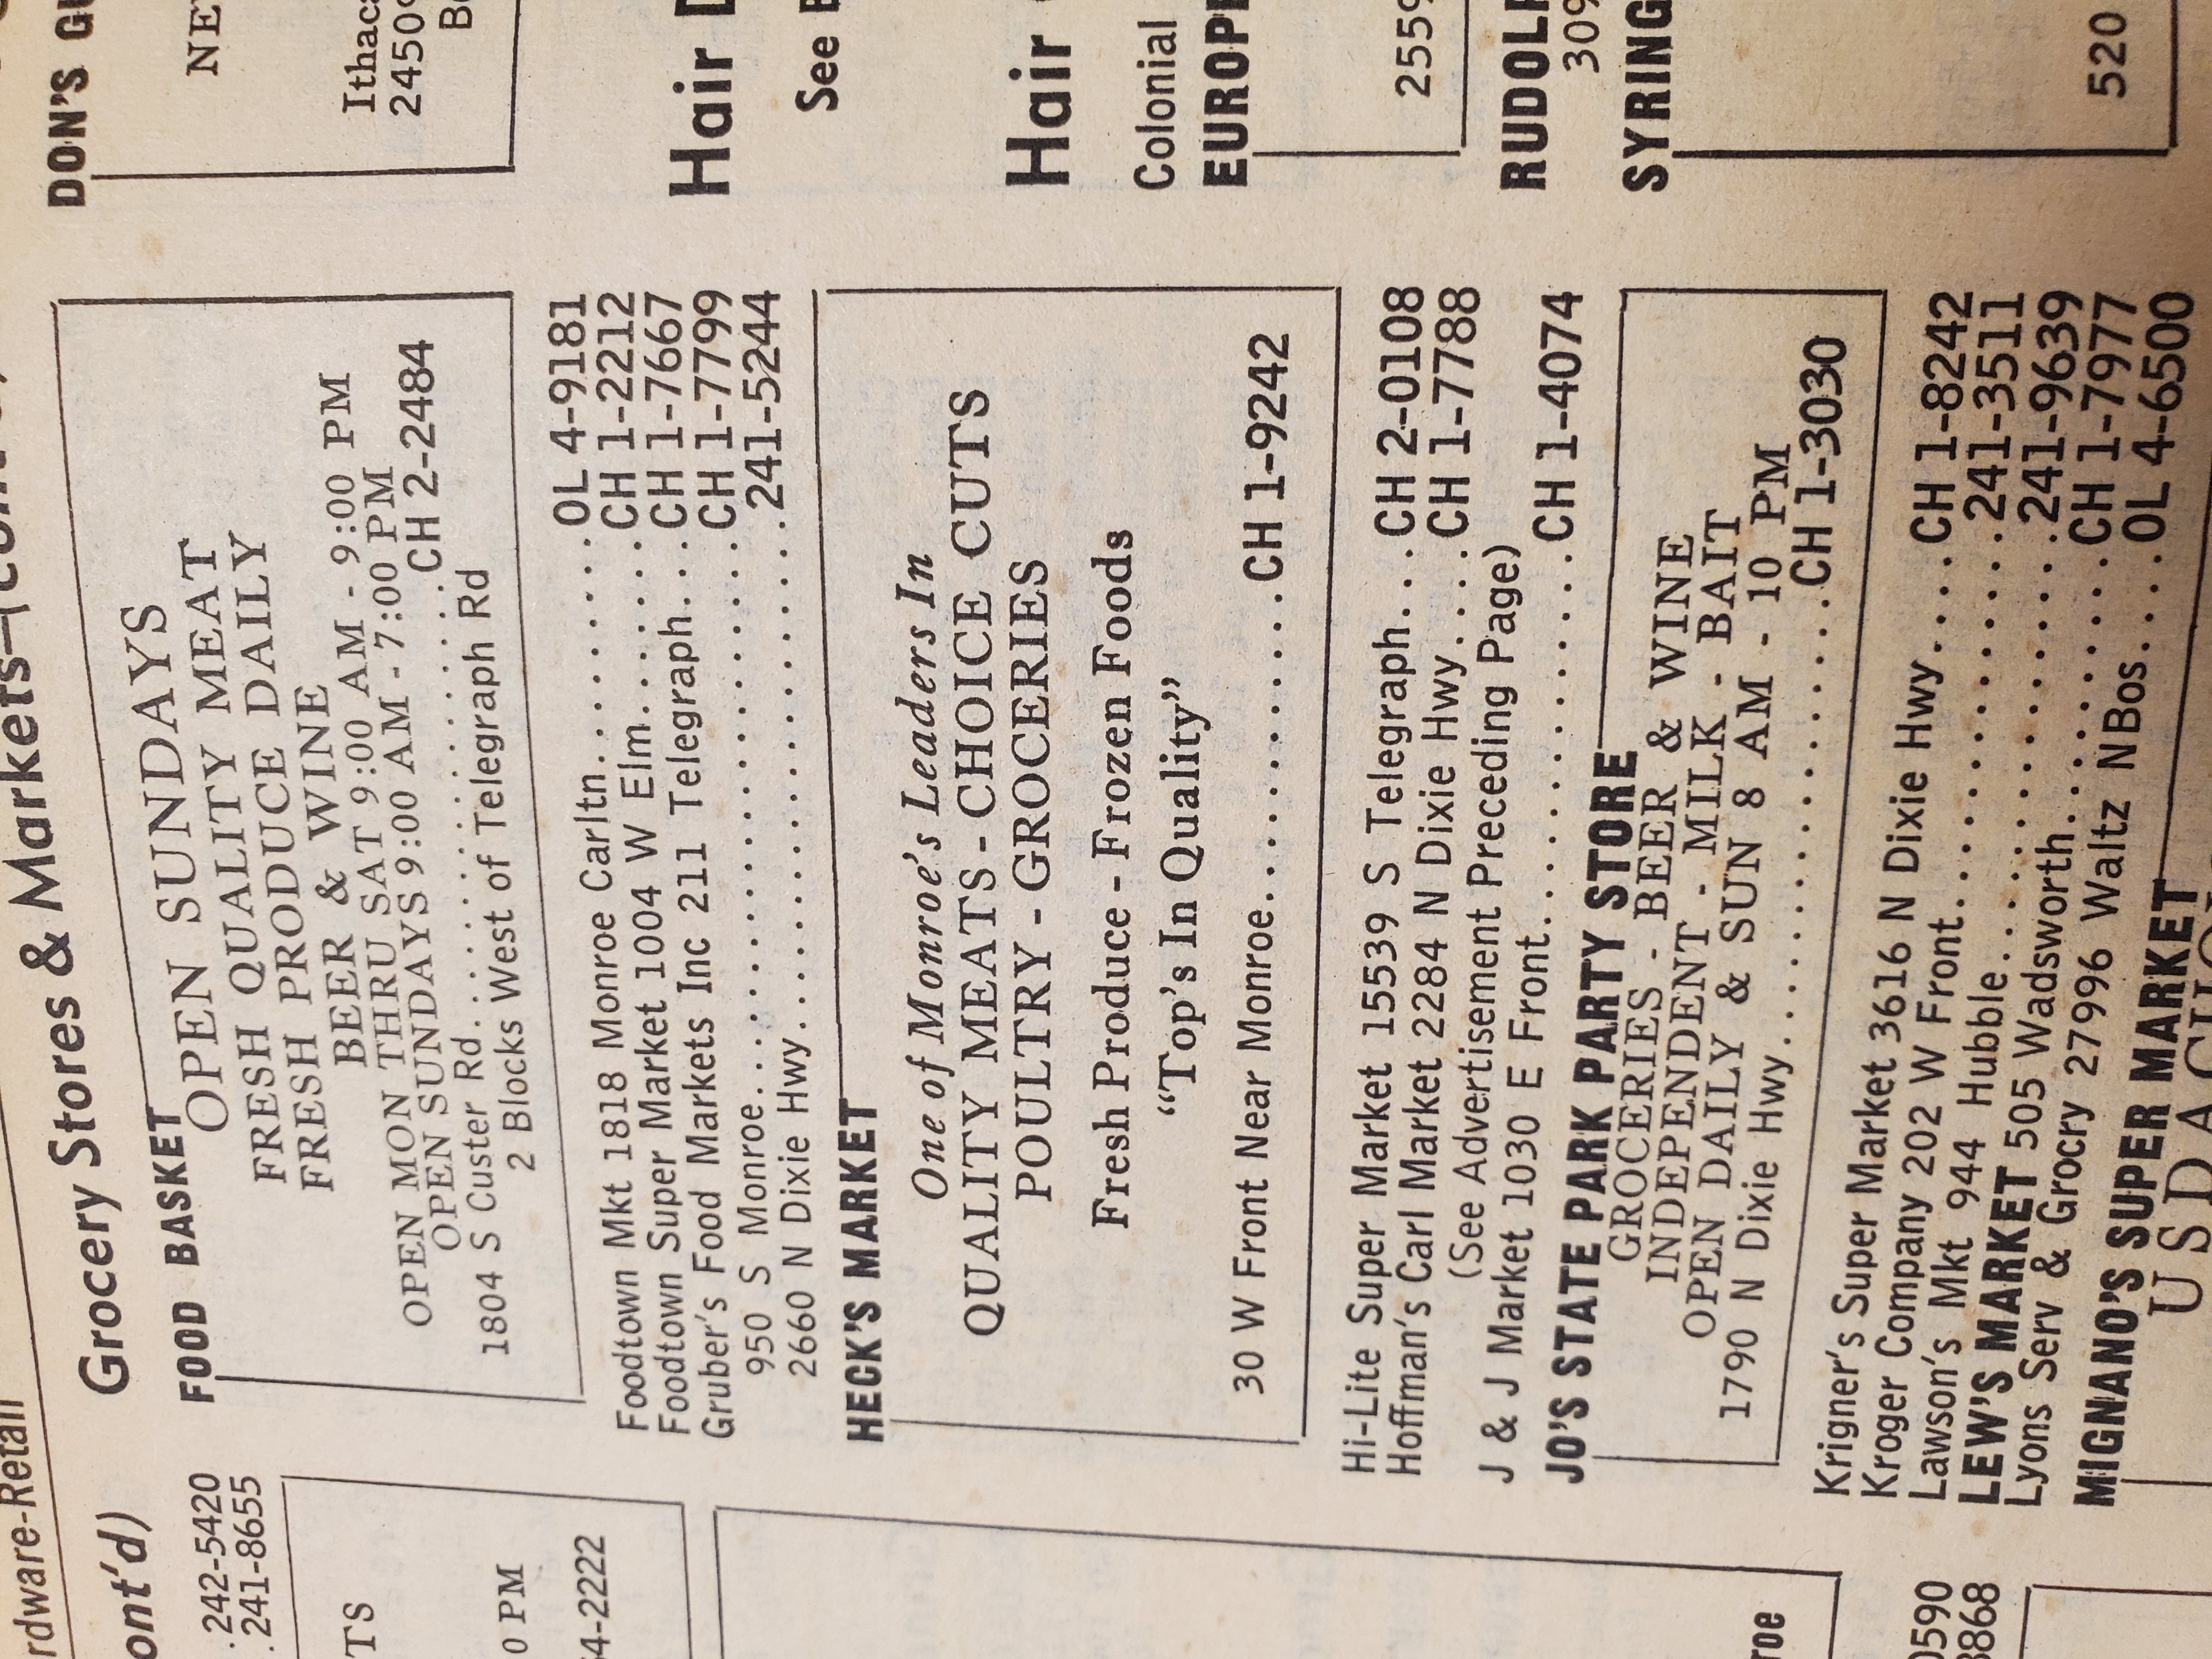 rdware-Retail
ont'd)
.242-5420
.241-8655
TS
0 PM
54-2222
roe
0590
3868
Grocery Stores & Markets—(
FOOD BASKET
OPEN SUNDAYS
FRESH QUALITY MEAT
FRESH PRODUCE DAILY
BEER & WINE
OPEN MON THRU SAT 9:00 AM - 9:00 PM
OPEN SUNDAYS 9:00 AM - 7:00 PM
1804 S Custer Rd..........CH 2-2484
2 Blocks West of Telegraph Rd
Foodtown Mkt 1818 Monroe Carltn..........OL 4-9181
Foodtown Super Market 1004 W Elm........CH 1-2212
Gruber's Food Markets Inc 211 Telegraph...CH 1-7667
950 S Monroe....................CH 1-7799
2660 N Dixie Hwy..................241-5244
HECK'S MARKET
One of Monroe's Leaders In
QUALITY MEATS - CHOICE CUTS
POULTRY - GROCERIES
Fresh Produce - Frozen Foods
"Top's In Quality"
30 W Front Near Monroe.............CH 1-9242
Hi-Lite Super Market 15539 S Telegraph...CH 2-0108
Hoffman's Carl Market 2284 N Dixie Hwy....CH 1-7788
(See Advertisement Preceding Page)
J & J Market 1030 E Front...............CH 1-4074
JO'S STATE PARK PARTY STORE
GROCERIES - BEER & WINE
INDEPENDENT - MILK - BAIT
OPEN DAILY & SUN 8 AM - 10 PM
1790 N Dixie Hwy..................CH 1-3030
Krigner's Super Market 3616 N Dixie Hwy....CH 1-8242
Kroger Company 202 W Front.............241-3511
Lawson's Mkt 944 Hubble...............241-9639
LEW'S MARKET 505 Wadsworth...........CH 1-7977
Lyons Serv & Grocry 27996 Waltz NBos.....OL 4-6500
MIGNANO'S SUPER MARKET
USDA
DON'S
NE
Ithac
2450
Hair
See
Hair
Colonial
EUROP
2559
RUDOL
309
SYRING
520